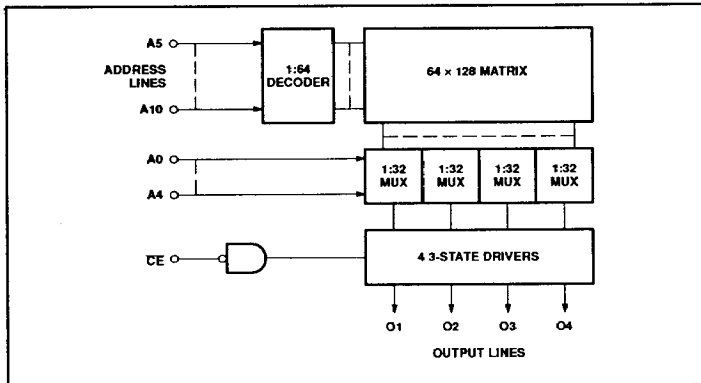 A5
ADDRESS
LINES
A10
1:64
DECODER
64 × 128 MATRIX
A0
A4
1:32
MUX
1:32
MUX
1:32
MUX
1:32
MUX
CE
4 3-STATE DRIVERS
O1 O2 O3 O4
OUTPUT LINES